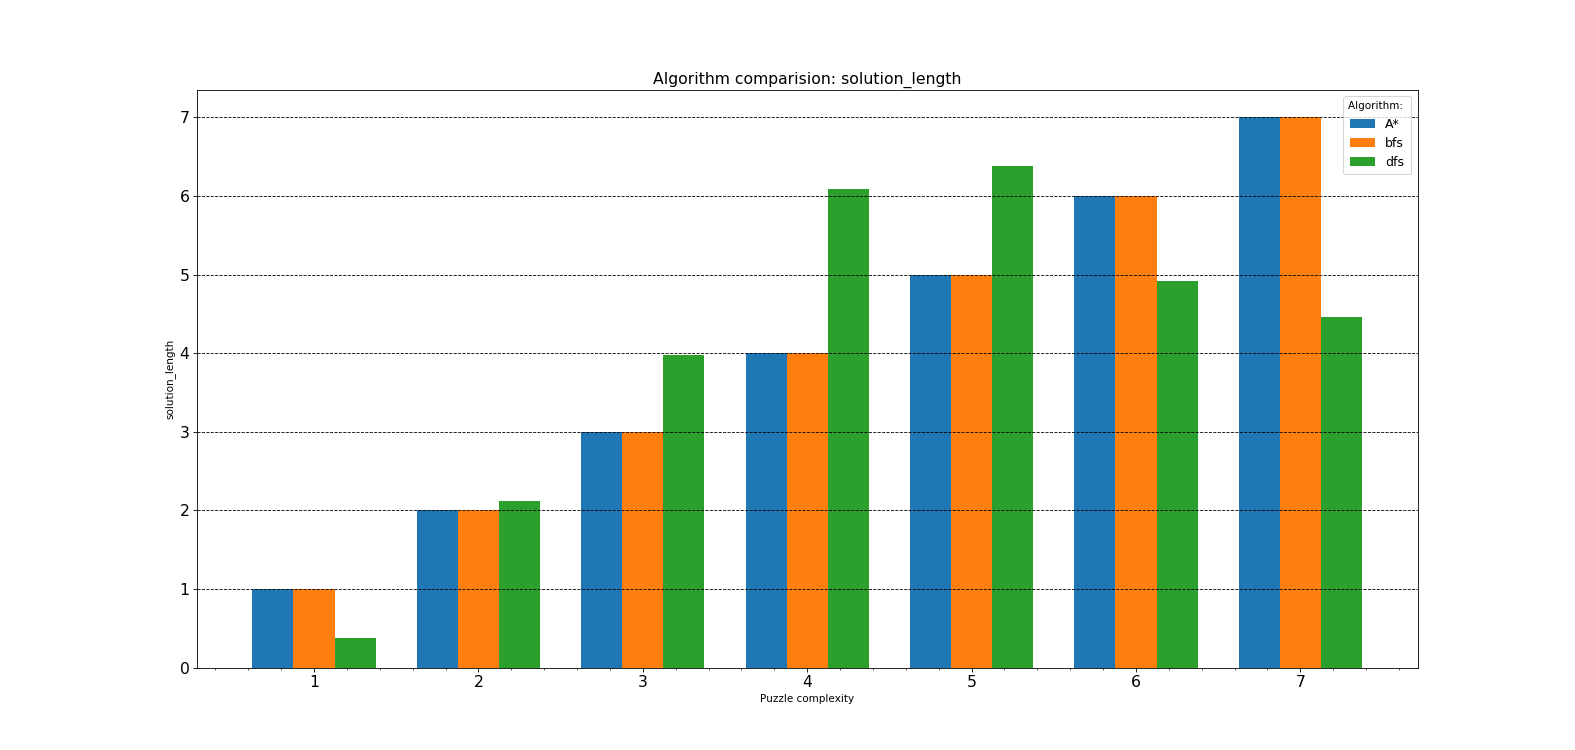 Algorithm comparision: solution_length
7
6
5
4
3
2
1
0
solution_length
Algorithm:
A*
bfs
dfs
1 2 3 4 5 6 7
Puzzle complexity